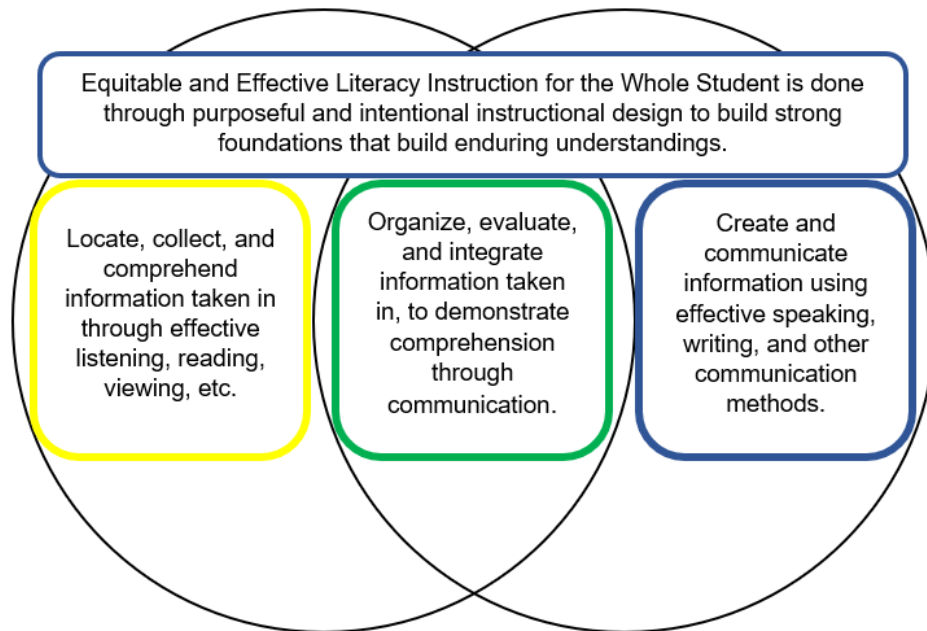 Equitable and Effective Literacy Instruction for the Whole Student is done
through purposeful and intentional instructional design to build strong
foundations that build enduring understandings.
Locate, collect, and
comprehend
information taken in
through effective
listening, reading,
viewing, etc.
Organize, evaluate,
and integrate
information taken
in, to demonstrate
comprehension
through
communication.
Create and
communicate
information using
effective speaking,
writing, and other
communication
methods.